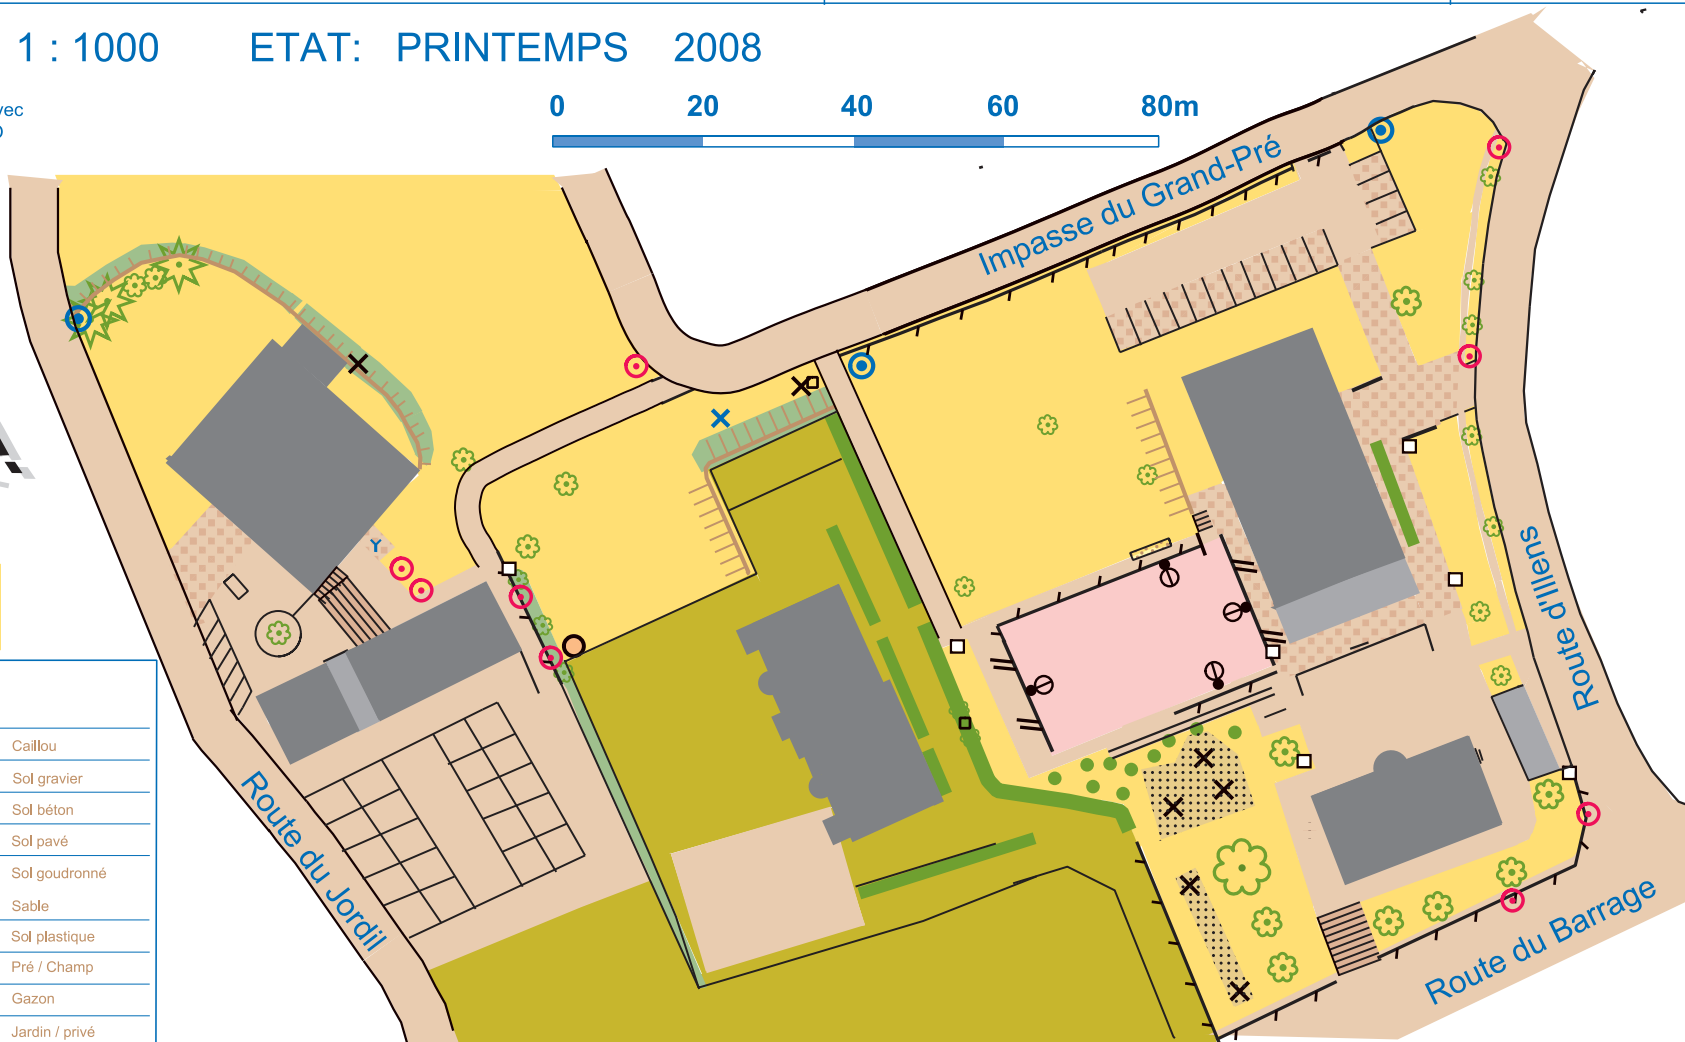 1 : 1000 ETAT: PRINTEMPS 2008
0 20 40 60 80m
Impasse du Grand-Pré
Route d'Illens
Route du Jordil
Route du Barrage
Caillou
Sol gravier
Sol béton
Sol pavé
Sol goudronné
Sable
Sol plastique
Pré / Champ
Gazon
Jardin / privé